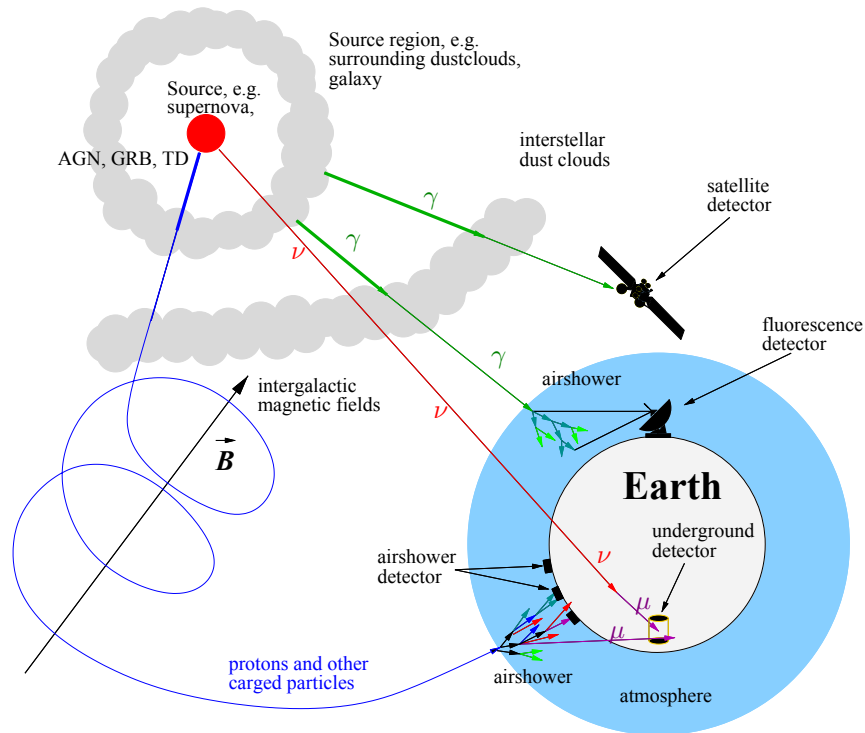 Source region, e.g.
surrounding dustclouds,
galaxy
Source, e.g.
supernova,
AGN, GRB, TD
interstellar
dust clouds
satellite
detector
γ
γ
ν
fluorescence
detector
γ
airshower
intergalactic
magnetic fields
ν
B
Earth
underground
detector
airshower
detector
ν
μ
μ
protons and other
carged particles
airshower
atmosphere